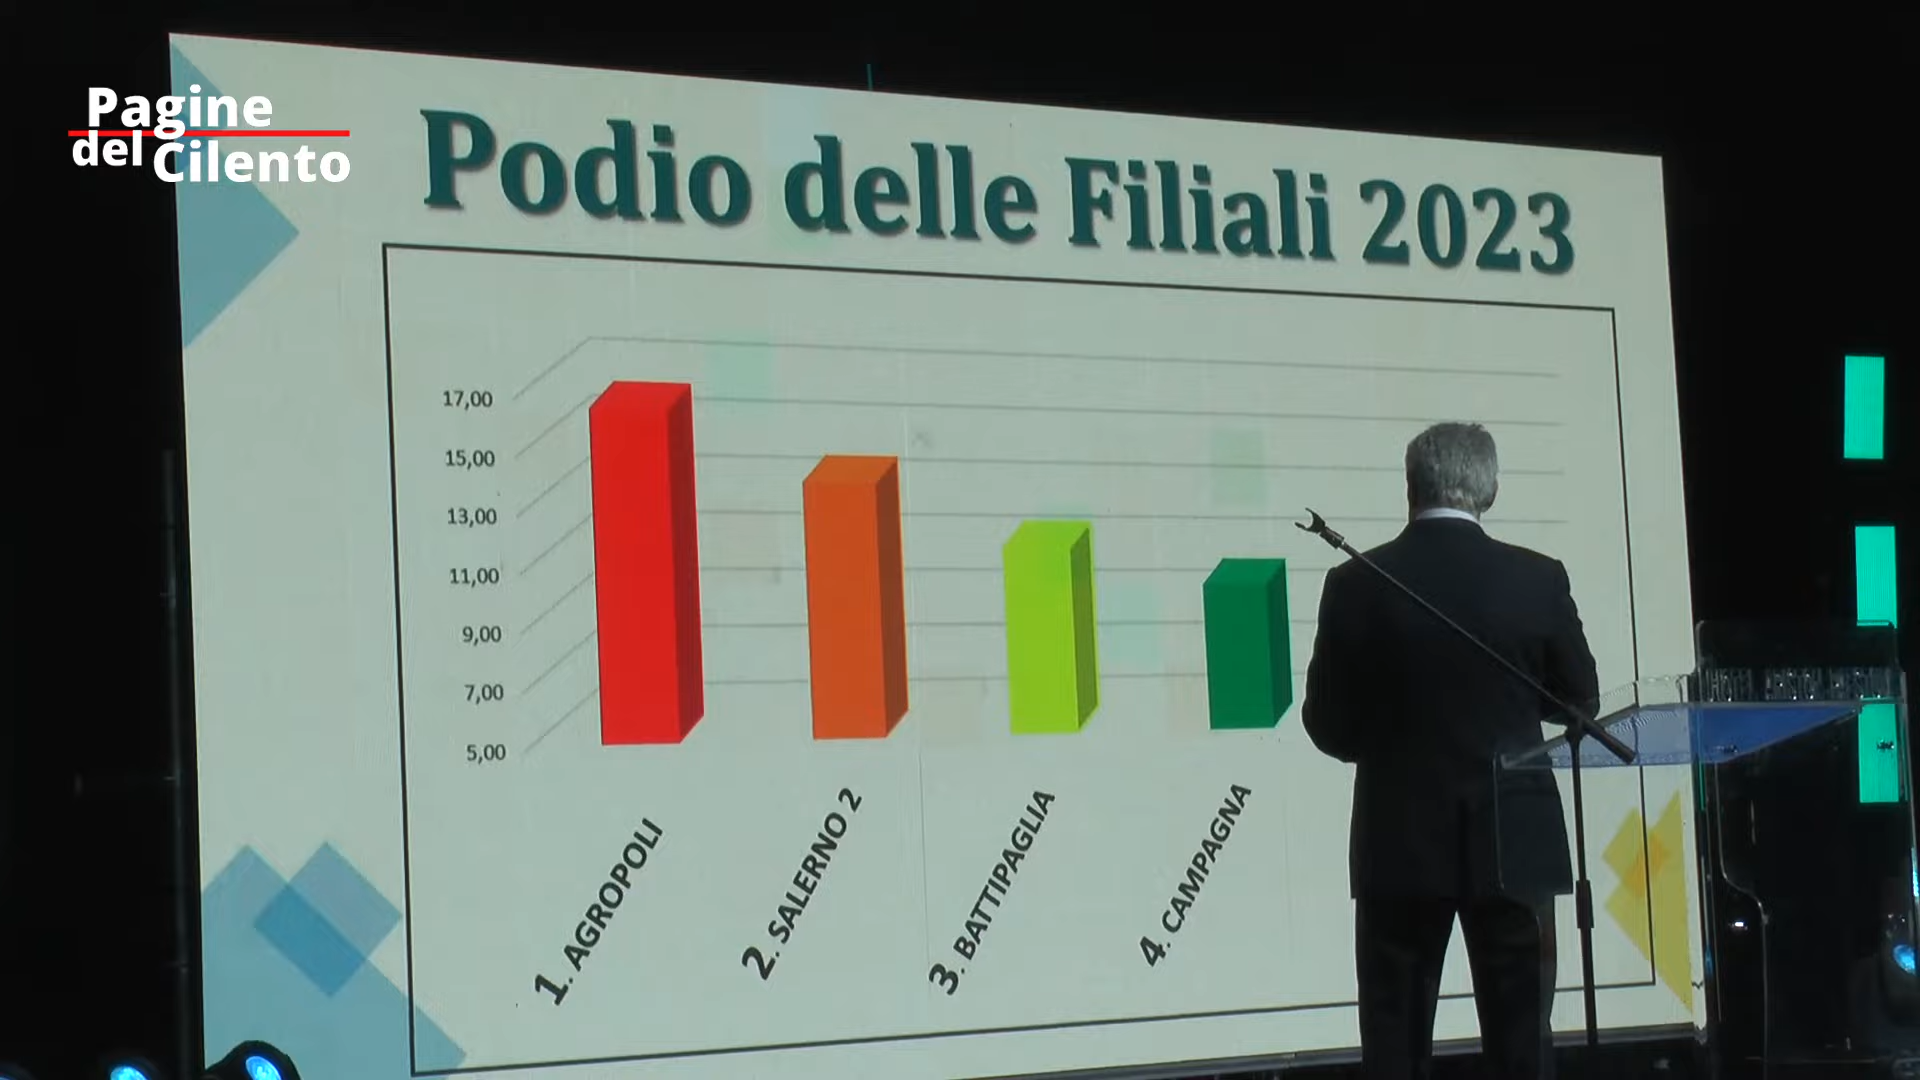 Pagine
del Cilento
Podio delle Filiali 2023
17,00
15,00
13,00
11,00
9,00
7,00
5,00
1. AGROPOLI
2. SALERNO 2
3. BATTIPAGLIA
4. CAMPAGNA